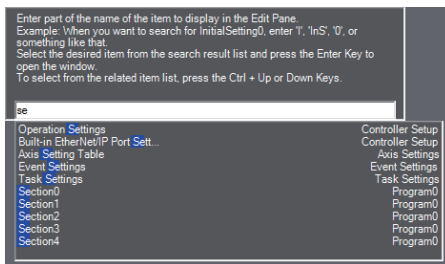 Enter part of the name of the item to display in the Edit Pane.
Example: When you want to search for InitialSetting0, enter 'I', 'InS', '0', or
something like that.
Select the desired item from the search result list and press the Enter Key to
open the window.
To select from the related item list, press the Ctrl + Up or Down Keys.
se
Operation Settings Controller Setup
Built-in EtherNet/IP Port Sett... Controller Setup
Axis Setting Table Axis Settings
Event Settings Event Settings
Task Settings Task Settings
Section0 Program0
Section1 Program0
Section2 Program0
Section3 Program0
Section4 Program0